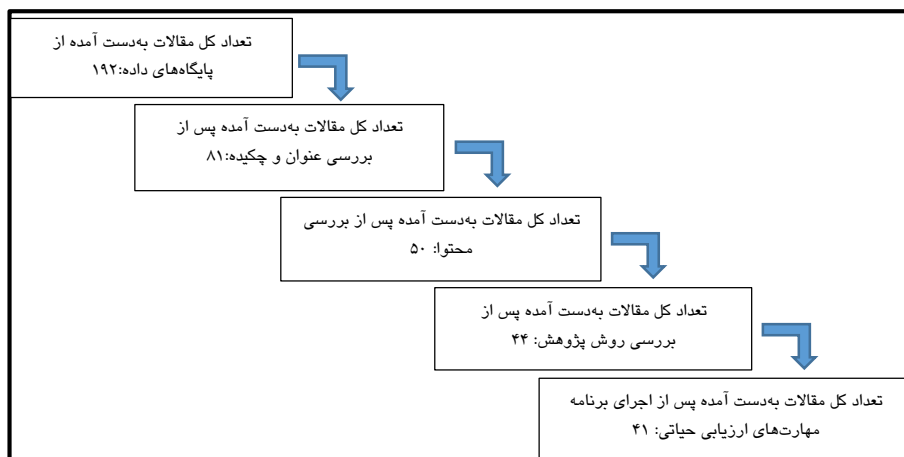 تعداد کل مقالات به‌دست آمده از
پایگاه‌های داده:۱۹۲
تعداد کل مقالات به‌دست آمده پس از
بررسی عنوان و چکیده:۸۱
تعداد کل مقالات به‌دست آمده پس از بررسی
محتوا: ۵۰
تعداد کل مقالات به‌دست آمده پس از
بررسی روش پژوهش: ۴۴
تعداد کل مقالات به‌دست آمده پس از اجرای برنامه
مهارت‌های ارزیابی حیاتی: ۴۱